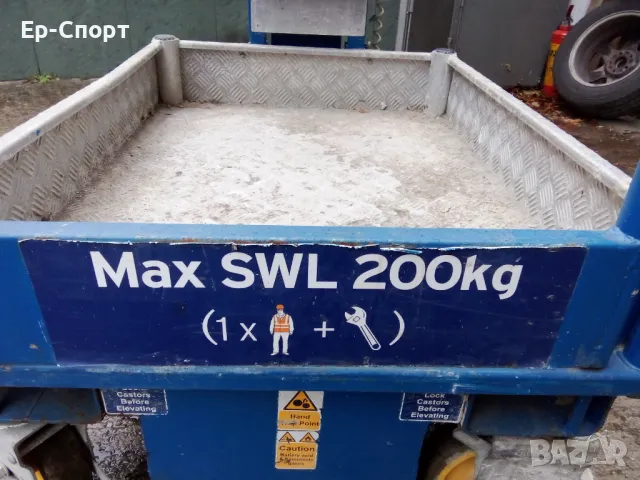 Ер-Спорт
Max SWL 200kg
(1 x + )
Castors
Before
Elevating
Hand
Point
Caution
Lock
Castors
Before
Elevating
bazar